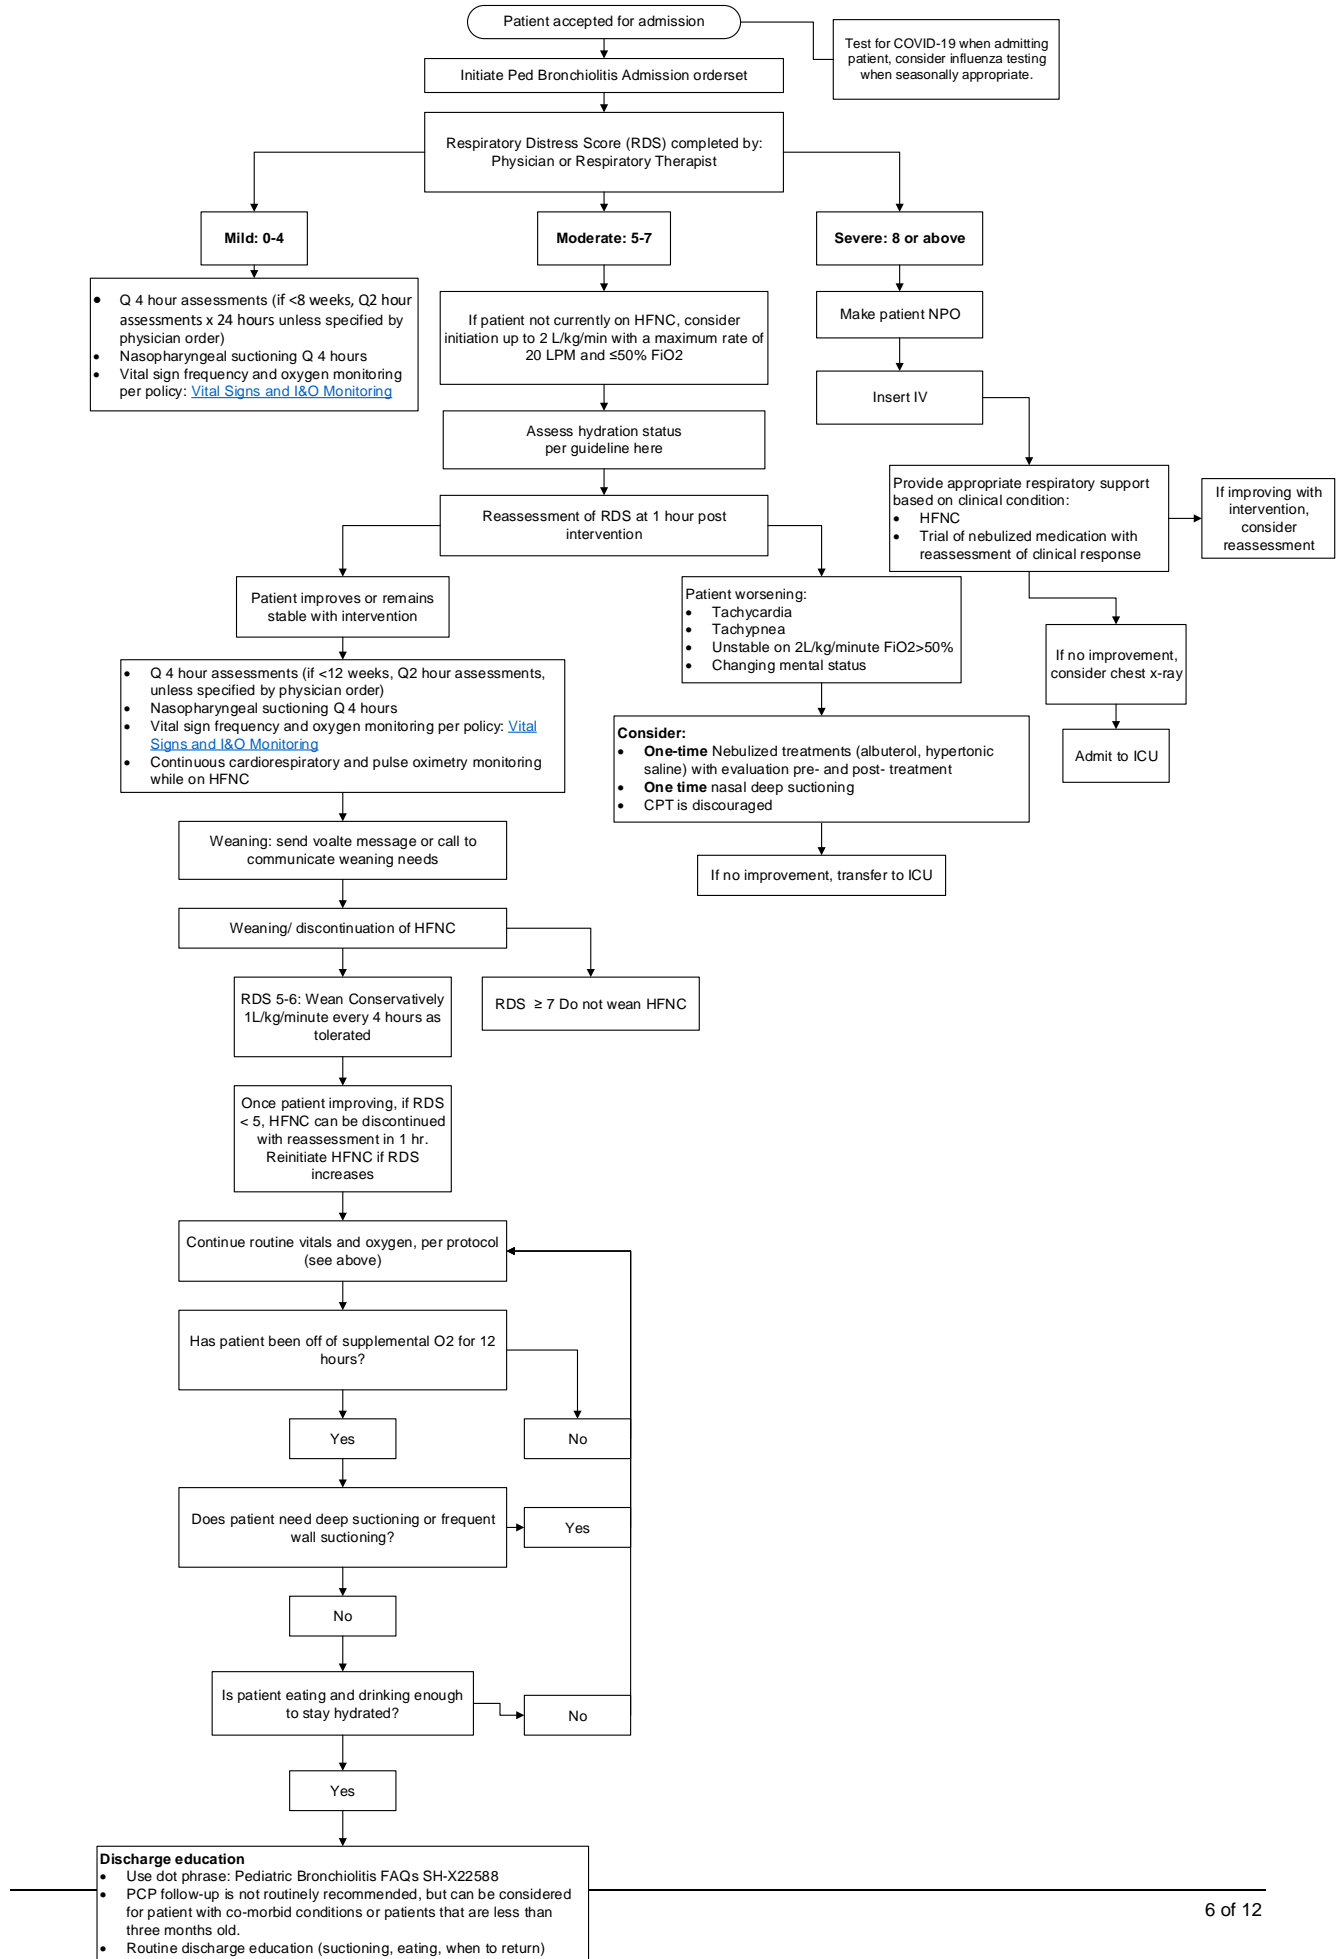 Patient accepted for admission
Test for COVID-19 when admitting
patient, consider influenza testing
when seasonally appropriate.
Initiate Ped Bronchiolitis Admission orderset
Respiratory Distress Score (RDS) completed by:
Physician or Respiratory Therapist
Mild: 0-4
• Q 4 hour assessments (if <8 weeks, Q2 hour
assessments x 24 hours unless specified by
physician order)
• Nasopharyngeal suctioning Q 4 hours
• Vital sign frequency and oxygen monitoring
per policy: Vital Signs and I&O Monitoring
Moderate: 5-7
If patient not currently on HFNC, consider
initiation up to 2 L/kg/min with a maximum rate of
20 LPM and ≤50% FiO2
Assess hydration status
per guideline here
Reassessment of RDS at 1 hour post
intervention
Severe: 8 or above
Make patient NPO
Insert IV
Provide appropriate respiratory support
based on clinical condition:
• HFNC
• Trial of nebulized medication with
reassessment of clinical response
If improving with
intervention,
consider
reassessment
If no improvement,
consider chest x-ray
Admit to ICU
Patient improves or remains
stable with intervention
• Q 4 hour assessments (if <12 weeks, Q2 hour assessments,
unless specified by physician order)
• Nasopharyngeal suctioning Q 4 hours
• Vital sign frequency and oxygen monitoring per policy: Vital
Signs and I&O Monitoring
• Continuous cardiorespiratory and pulse oximetry monitoring
while on HFNC
Patient worsening:
• Tachycardia
• Tachypnea
• Unstable on 2L/kg/minute FiO2>50%
• Changing mental status
Consider:
• One-time Nebulized treatments (albuterol, hypertonic
saline) with evaluation pre- and post- treatment
• One time nasal deep suctioning
• CPT is discouraged
If no improvement, transfer to ICU
Weaning: send voalte message or call to
communicate weaning needs
Weaning/ discontinuation of HFNC
RDS 5-6: Wean Conservatively
1L/kg/minute every 4 hours as
tolerated
RDS ≥ 7 Do not wean HFNC
Once patient improving, if RDS
< 5, HFNC can be discontinued
with reassessment in 1 hr.
Reinitiate HFNC if RDS
increases
Continue routine vitals and oxygen, per protocol
(see above)
Has patient been off of supplemental O2 for 12
hours?
Yes
No
Does patient need deep suctioning or frequent
wall suctioning?
Yes
No
Is patient eating and drinking enough
to stay hydrated?
No
Yes
Discharge education
• Use dot phrase: Pediatric Bronchiolitis FAQs SH-X22588
• PCP follow-up is not routinely recommended, but can be considered
for patient with co-morbid conditions or patients that are less than
three months old.
• Routine discharge education (suctioning, eating, when to return)
6 of 12